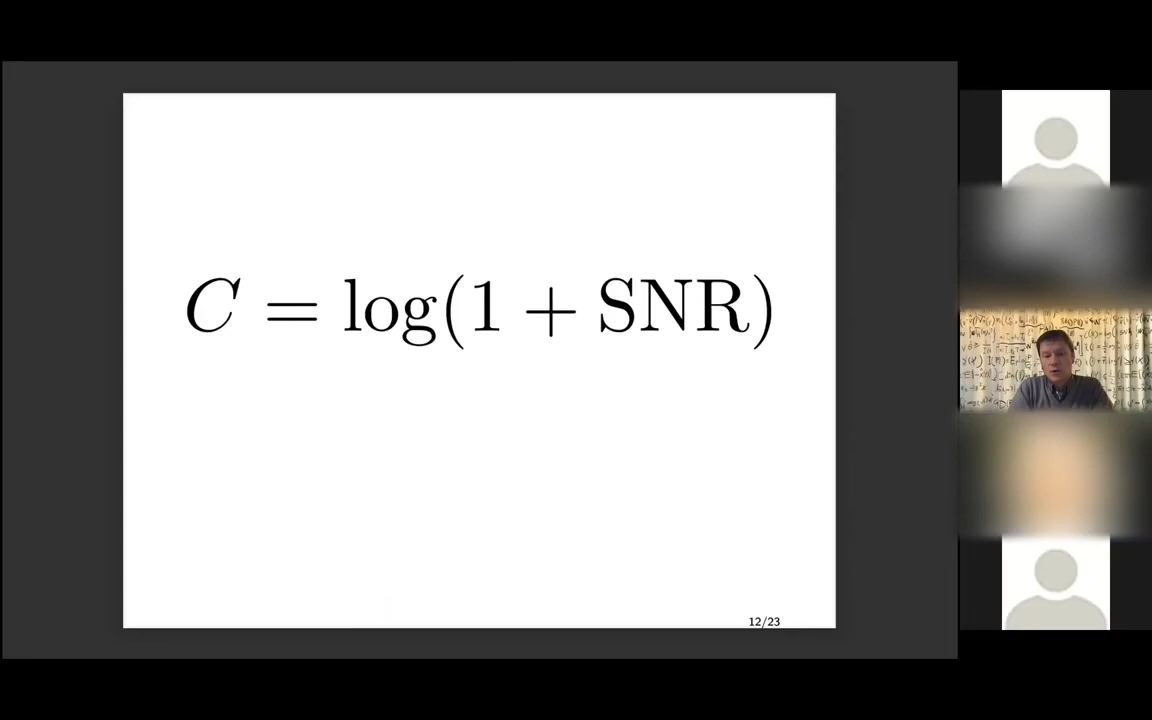 C = log(1 + SNR)
12/23